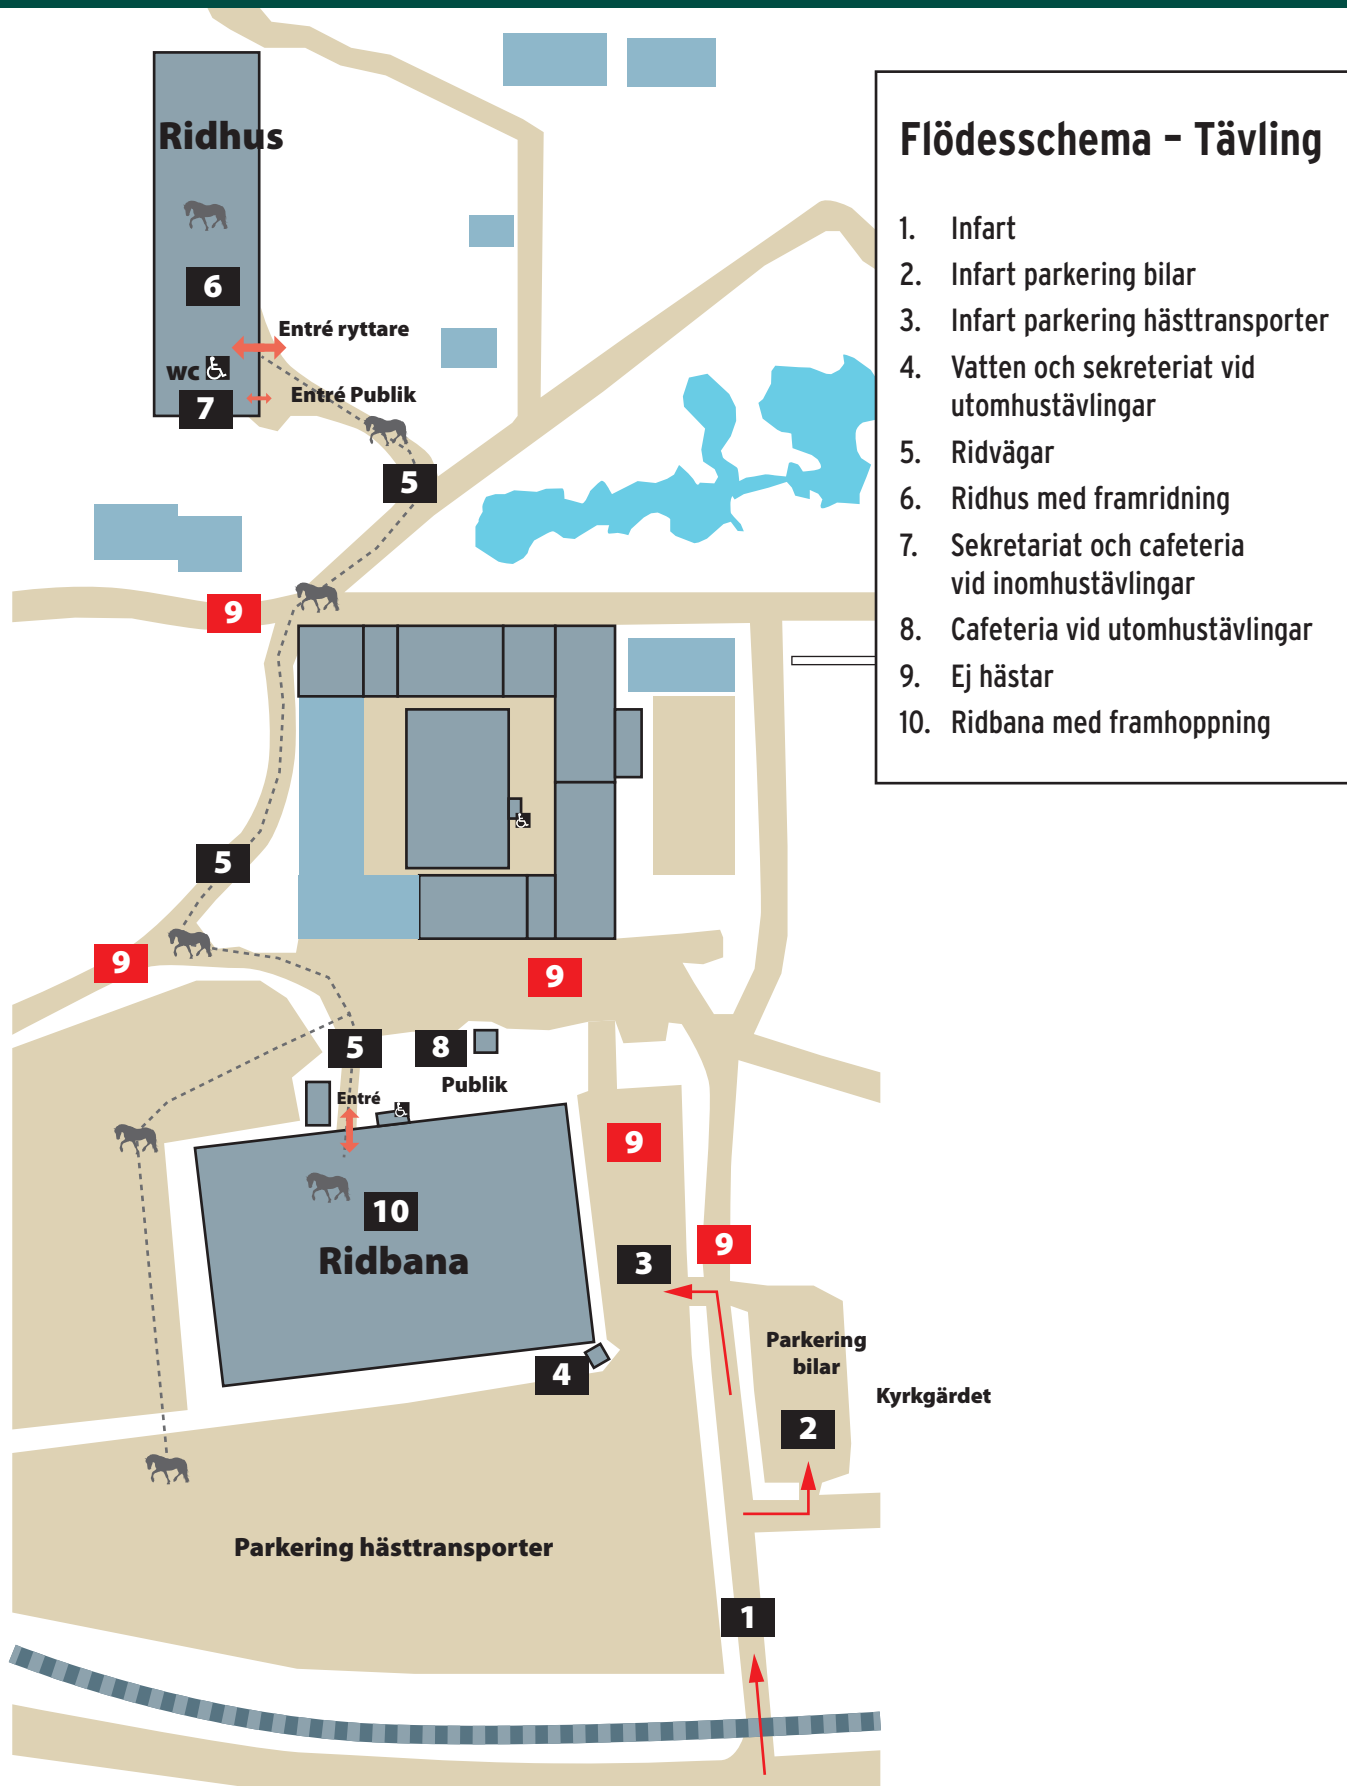 Ridhus
6
Entré ryttare
wc
Entré Publik
7
5
9
5
9
9
5
8
Publik
Entré
9
10
Ridbana
3
9
4
Parkering
bilar
Kyrkgärdet
2
Parkering hästtransporter
1
Flödesschema – Tävling
1. Infart
2. Infart parkering bilar
3. Infart parkering hästtransporter
4. Vatten och sekreteriat vid
utomhustävlingar
5. Ridvägar
6. Ridhus med framridning
7. Sekretariat och cafeteria
vid inomhustävlingar
8. Cafeteria vid utomhustävlingar
9. Ej hästar
10. Ridbana med framhoppning